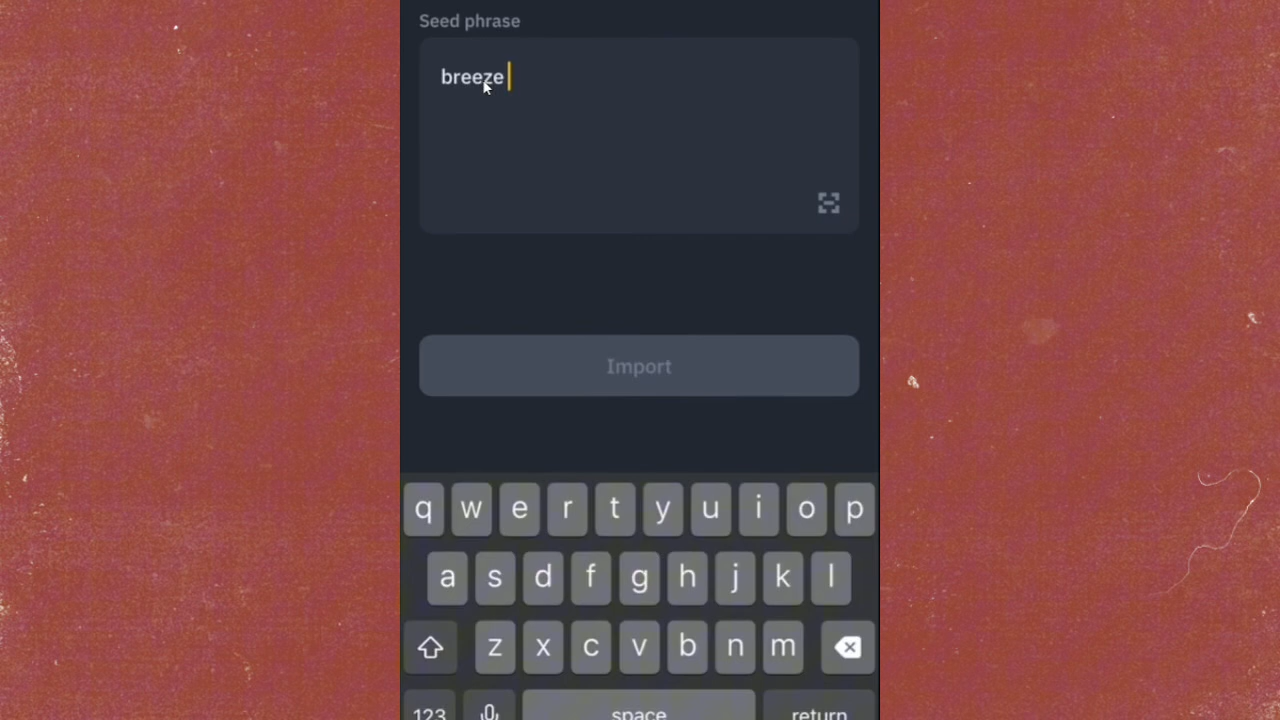 Seed phrase
breeze
Import
q w e r t y u i o p
a s d f g h j k l
z x c v b n m
123 space return